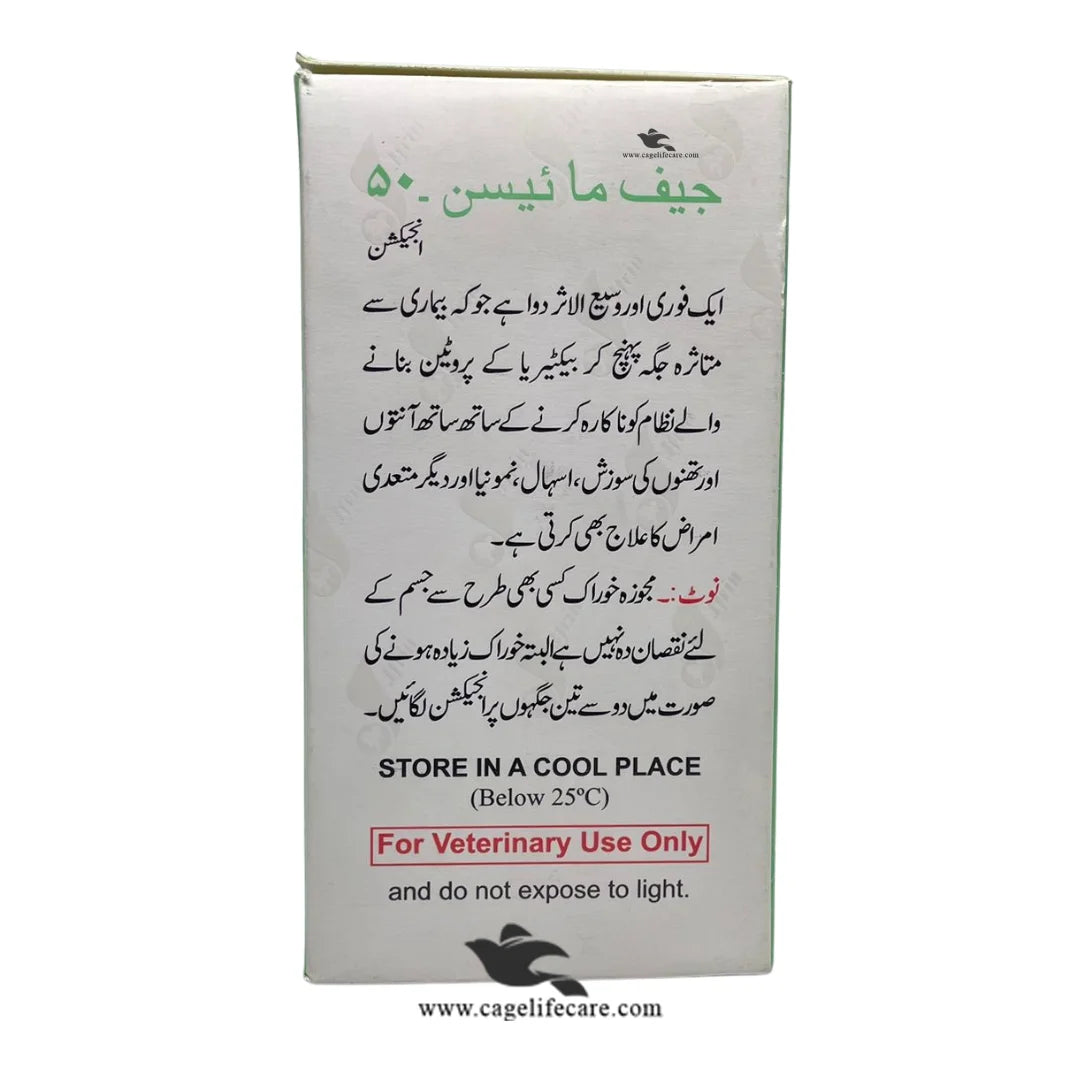 www.cagelifecare.com
جیف مائیسن ۔۵۰
انجیکشن
ایک فوری اور وسیع الاثر دوا ہے جو کہ بیماری سے
متاثرہ جگہ پہنچ کر بیکٹیریا کے پروٹین بنانے
والے نظام کو ناکارہ کرنے کے ساتھ ساتھ آنتوں
اور تھنوں کی سوزش، اسہال، نمونیا اور دیگر متعدی
امراض کا علاج بھی کرتی ہے۔
نوٹ:۔ مجوزہ خوراک کسی بھی طرح سے جسم کے
لئے نقصان دہ نہیں ہے البتہ خوراک زیادہ ہونے کی
صورت میں دو سے تین جگہوں پر انجیکشن لگائیں۔
STORE IN A COOL PLACE
(Below 25ºC)
For Veterinary Use Only
and do not expose to light.
www.cagelifecare.com